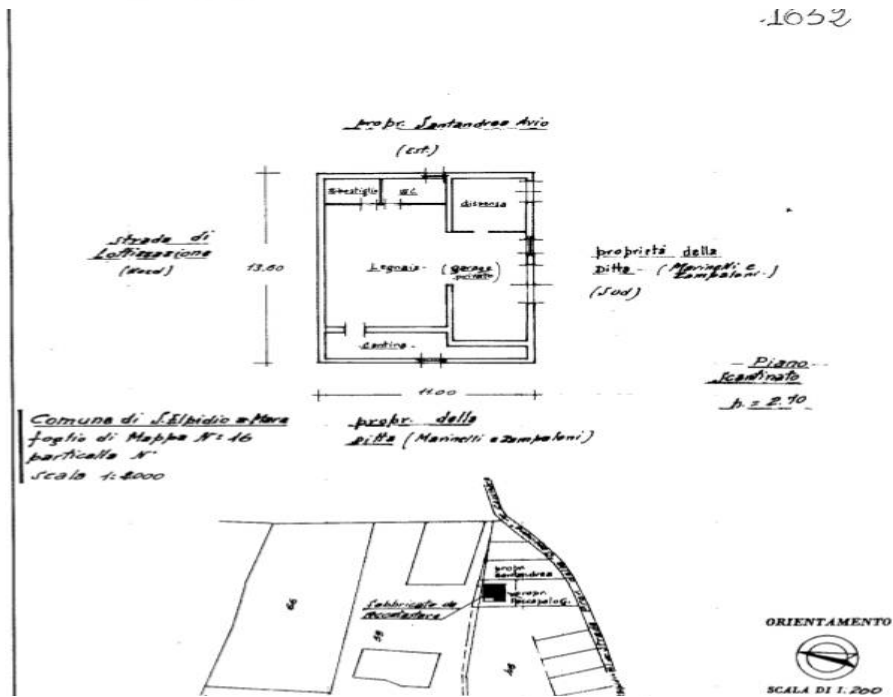 1652
propr. Santandrea Avio
(Est.)
W.C.
dispensa
strada di
Lottizzazione
(Nord)
13.60
Legnaia - (garage
privato)
proprietà della
Ditta - (Marinelli e
Zampaloni.)
(Sud)
Cantina
11.00
- Piano -
Scantinato
h. = 2.70
Comune di S. Elpidio a Mare
foglio di Mappa N° 16
particella N°
Scala 1:2000
propr. della
Ditta (Marinelli e Zampaloni)
propr.
Santandrea
propr.
fabbricato da
accatastare
ORIENTAMENTO
SCALA DI 1:200